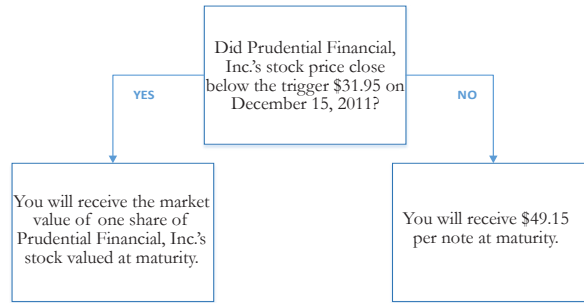 Did Prudential Financial,
Inc.'s stock price close
below the trigger $31.95 on
December 15, 2011?
YES
NO
You will receive the market
value of one share of
Prudential Financial, Inc.'s
stock valued at maturity.
You will receive $49.15
per note at maturity.